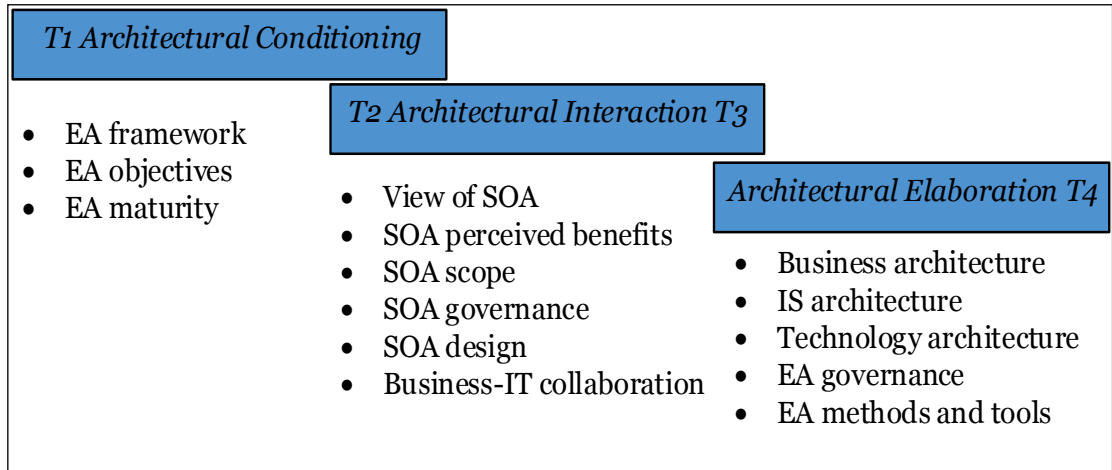 T1 Architectural Conditioning
• EA framework
• EA objectives
• EA maturity
T2 Architectural Interaction T3
• View of SOA
• SOA perceived benefits
• SOA scope
• SOA governance
• SOA design
• Business-IT collaboration
Architectural Elaboration T4
• Business architecture
• IS architecture
• Technology architecture
• EA governance
• EA methods and tools